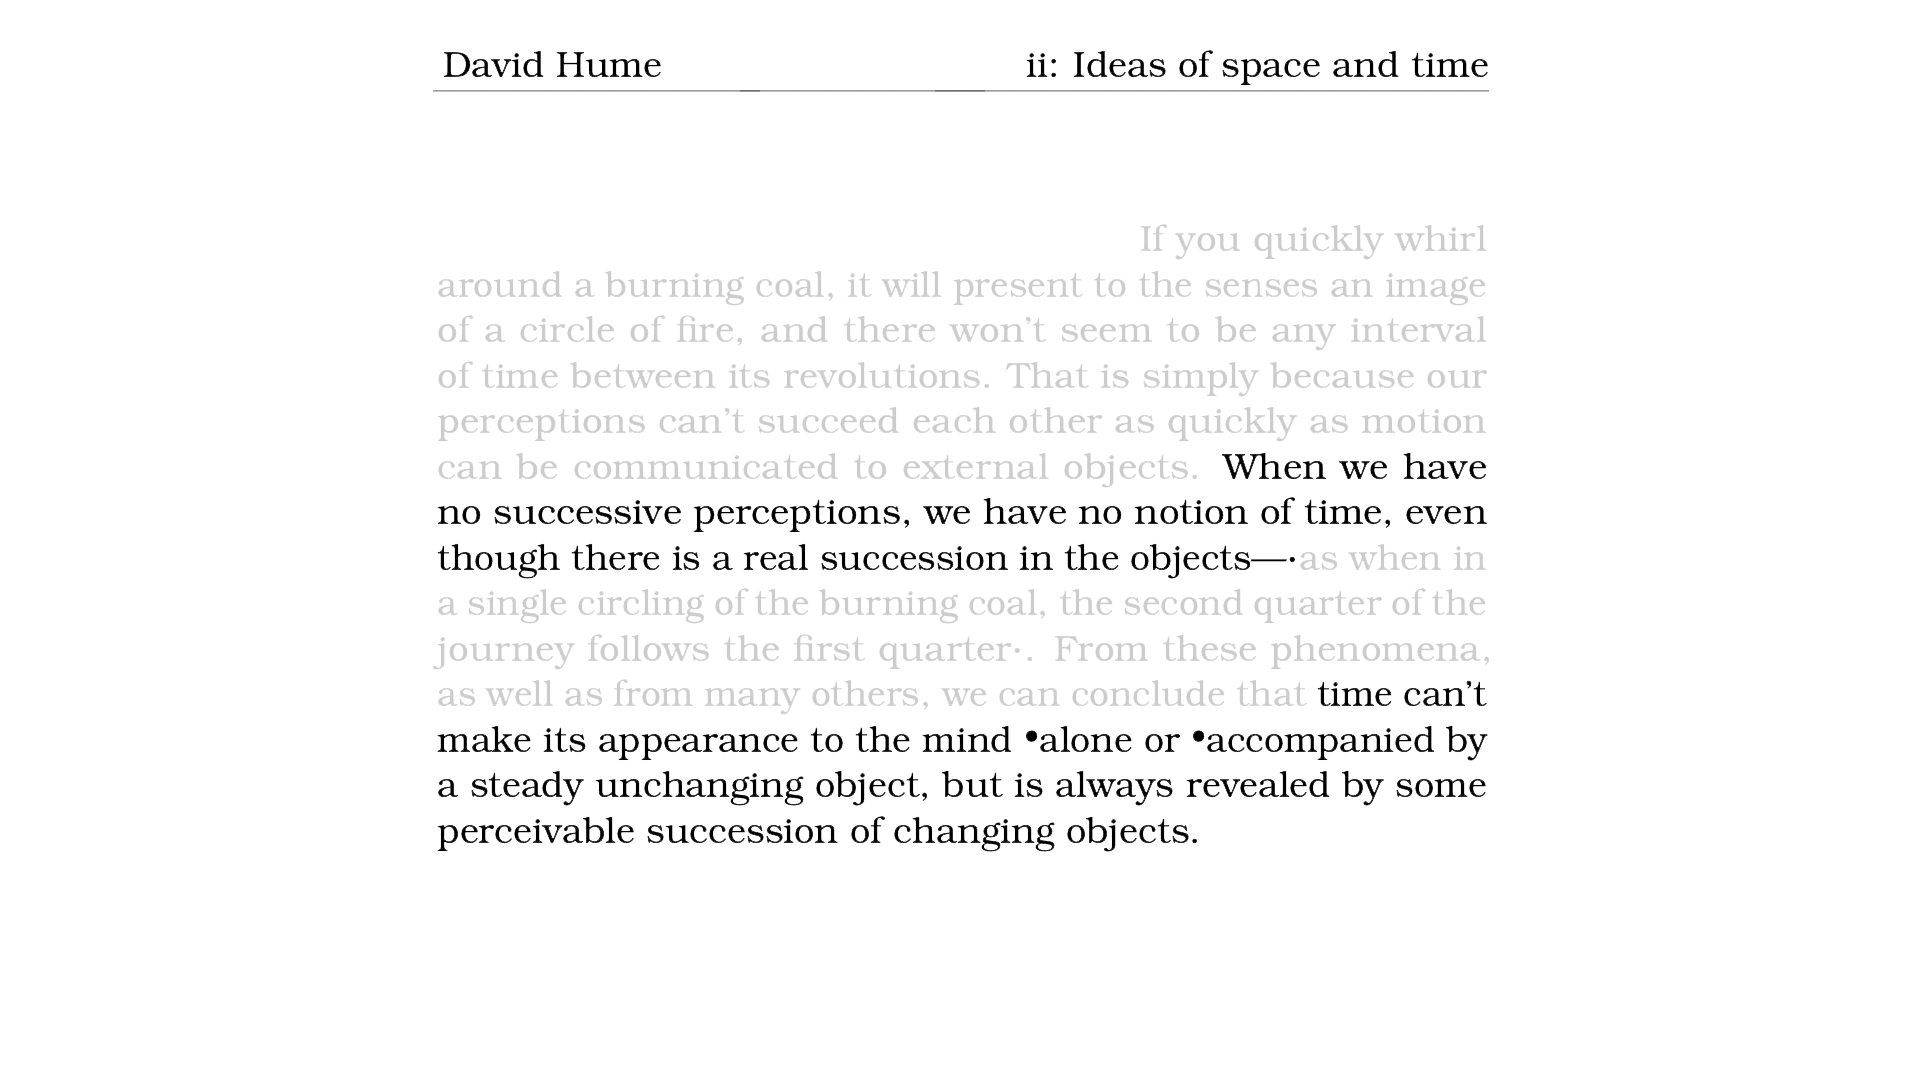 David Hume
ii: Ideas of space and time
If you quickly whirl
around a burning coal, it will present to the senses an image
of a circle of fire, and there won’t seem to be any interval
of time between its revolutions. That is simply because our
perceptions can’t succeed each other as quickly as motion
can be communicated to external objects. When we have
no successive perceptions, we have no notion of time, even
though there is a real succession in the objects—·as when in
a single circling of the burning coal, the second quarter of the
journey follows the first quarter·. From these phenomena,
as well as from many others, we can conclude that time can’t
make its appearance to the mind •alone or •accompanied by
a steady unchanging object, but is always revealed by some
perceivable succession of changing objects.